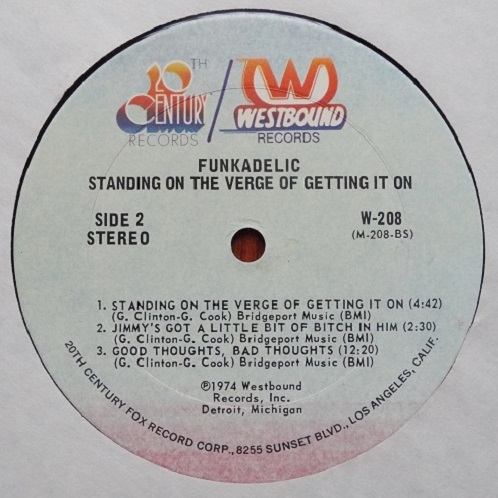 20TH CENTURY RECORDS / W WESTBOUND RECORDS
FUNKADELIC
STANDING ON THE VERGE OF GETTING IT ON
SIDE 2
STEREO
W-208
(M-208-BS)
1. STANDING ON THE VERGE OF GETTING IT ON (4:42)
(G. Clinton-G. Cook) Bridgeport Music (BMI)
2. JIMMY'S GOT A LITTLE BIT OF BITCH IN HIM (2:30)
(G. Clinton-G. Cook) Bridgeport Music (BMI)
3. GOOD THOUGHTS, BAD THOUGHTS (12:20)
(G. Clinton-G. Cook) Bridgeport Music (BMI)
℗1974 Westbound
Records, Inc.
Detroit, Michigan
20TH CENTURY FOX RECORD CORP., 8255 SUNSET BLVD., LOS ANGELES, CALIF.